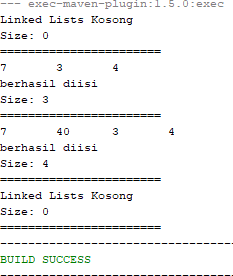 --- exec-maven-plugin:1.5.0:exec
Linked Lists Kosong
Size: 0
=======================
7 3 4
berhasil diisi
Size: 3
=======================
7 40 3 4
berhasil diisi
Size: 4
=======================
Linked Lists Kosong
Size: 0
=======================
----------------------------------
BUILD SUCCESS
----------------------------------